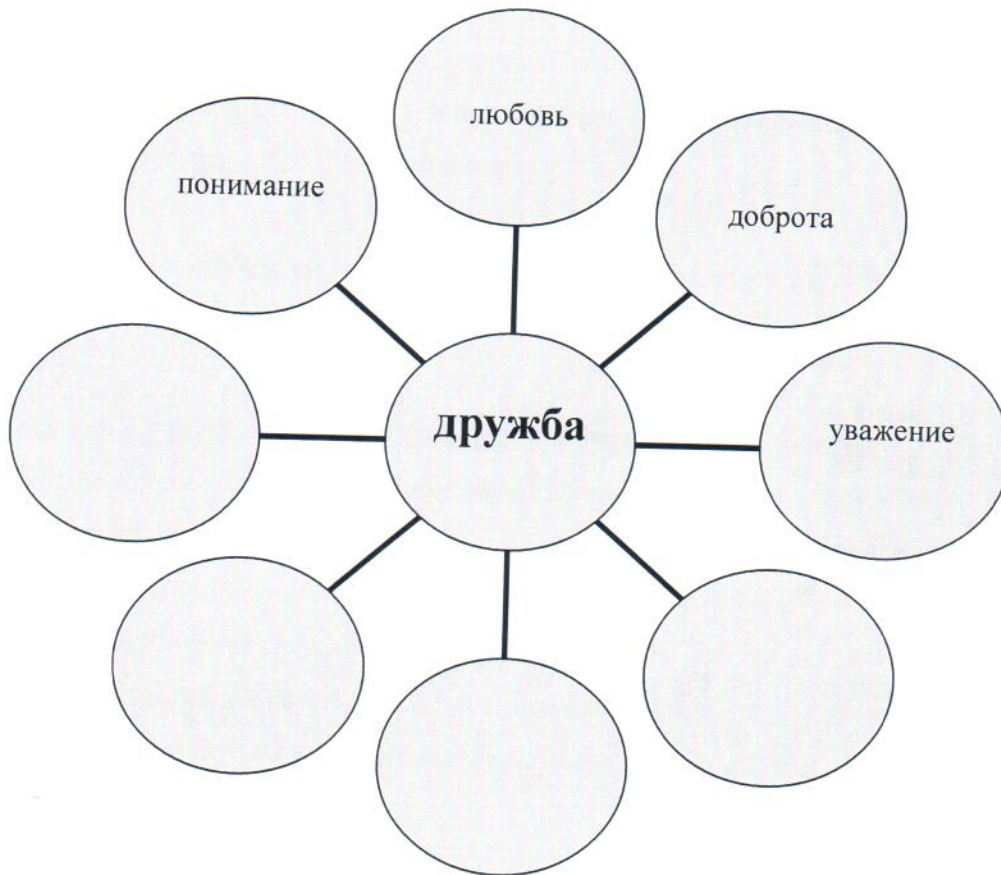 любовь
понимание
доброта
дружба
уважение